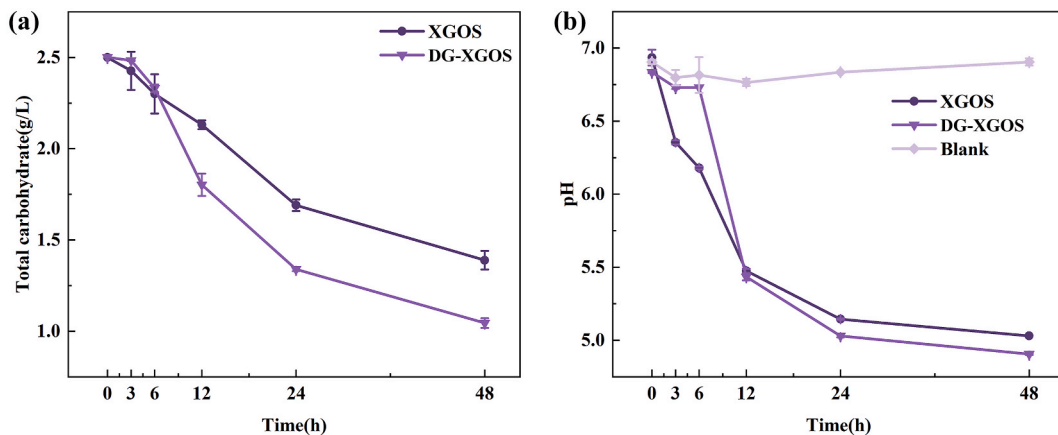 (a)
XGOS
DG-XGOS
Total carbohydrate(g/L)
2.5
2.0
1.5
1.0
0 3 6 12 24 48
Time(h)
(b)
XGOS
DG-XGOS
Blank
pH
7.0
6.5
6.0
5.5
5.0
0 3 6 12 24 48
Time(h)